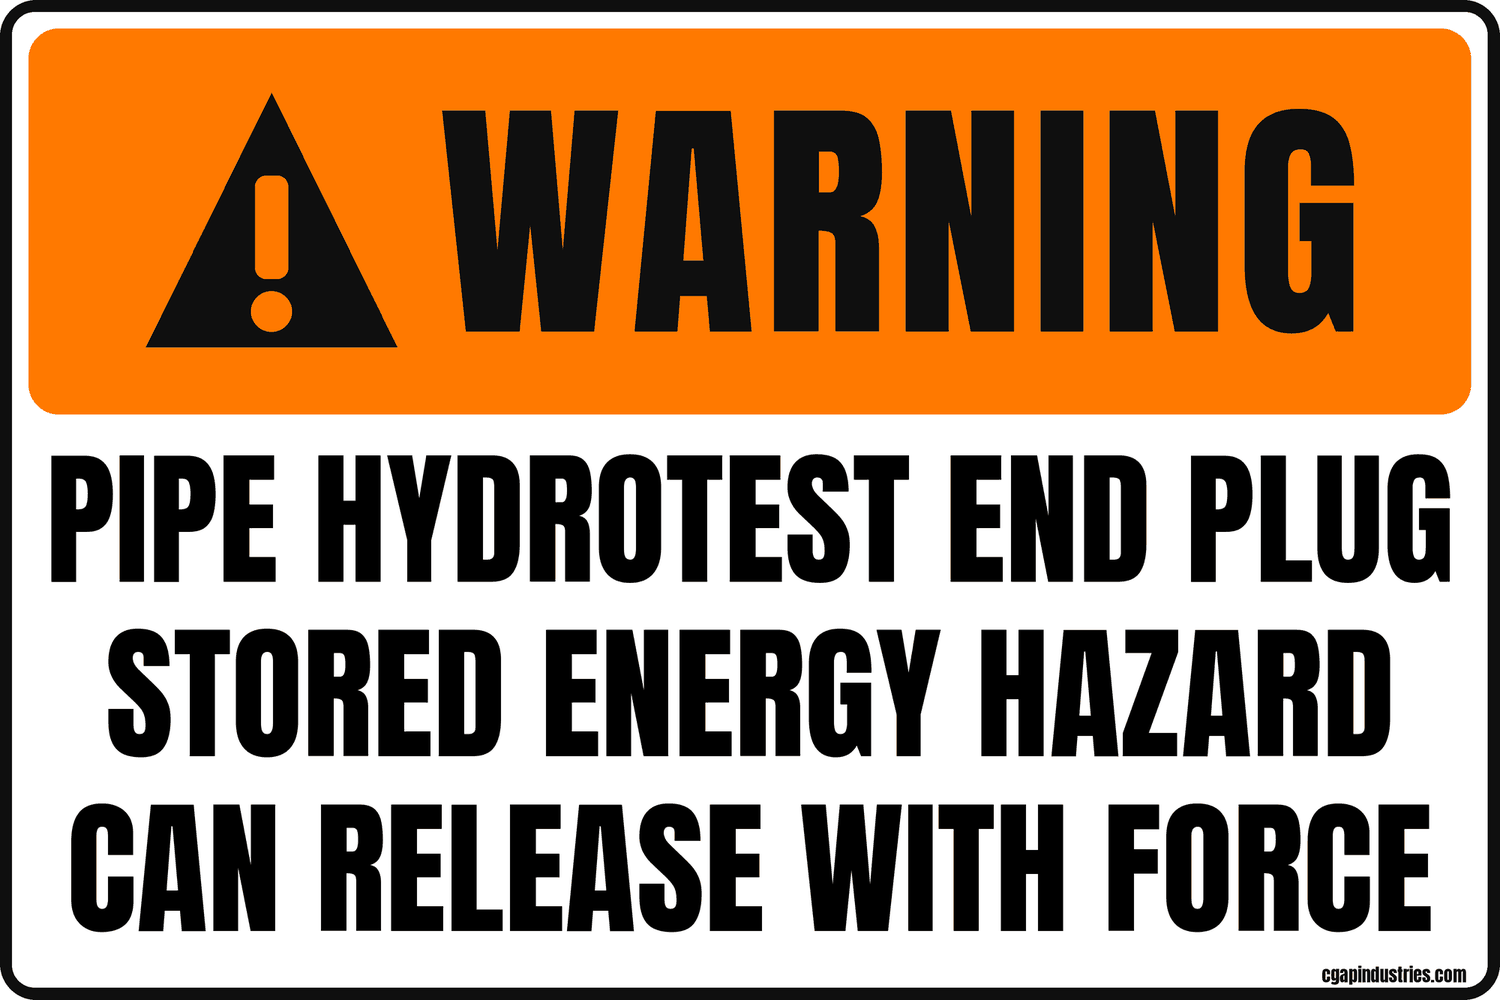 WARNING
PIPE HYDROTEST END PLUG
STORED ENERGY HAZARD
CAN RELEASE WITH FORCE
cgapindustries.com